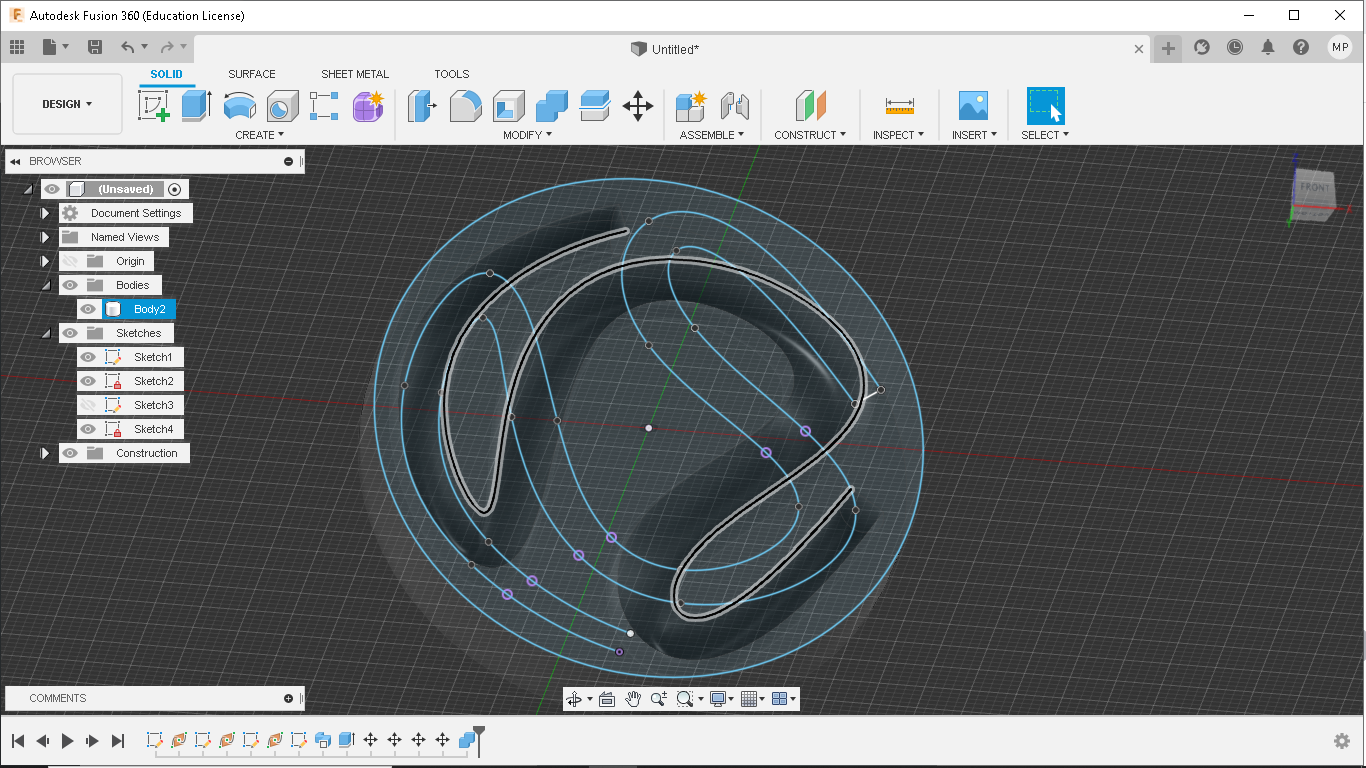 Autodesk Fusion 360 (Education License)
Untitled*
MP
SOLID SURFACE SHEET METAL TOOLS
DESIGN
CREATE MODIFY ASSEMBLE CONSTRUCT INSPECT INSERT SELECT
BROWSER
(Unsaved)
FRONT
Document Settings
Named Views
Origin
Bodies
Body2
Sketches
Sketch1
Sketch2
Sketch3
Sketch4
Construction
COMMENTS